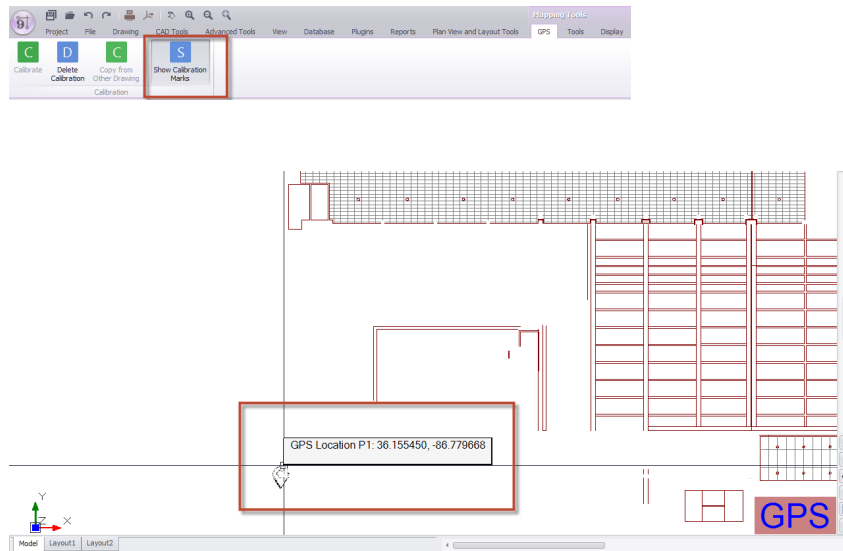 91
Mapping Tools
Project File Drawing CAD Tools Advanced Tools View Database Plugins Reports Plan View and Layout Tools GPS Tools Display
C D C S
Calibrate Delete Copy from Show Calibration
Calibration Other Drawing Marks
Calibration
GPS Location P1: 36.155450, -86.779668
Y
Z X
GPS
Model Layout1 Layout2